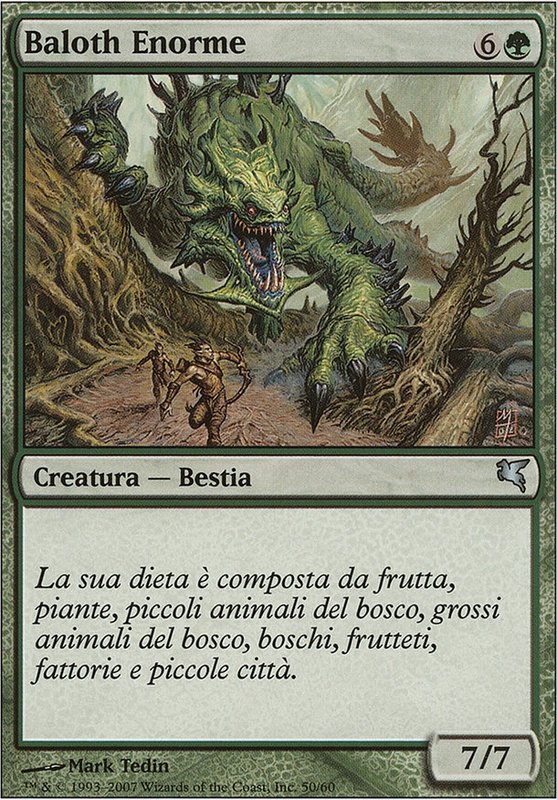 Baloth Enorme 6
Creatura — Bestia
La sua dieta è composta da frutta,
piante, piccoli animali del bosco, grossi
animali del bosco, boschi, frutteti,
fattorie e piccole città.
7/7
Mark Tedin
™ & © 1993–2007 Wizards of the Coast, Inc. 50/60